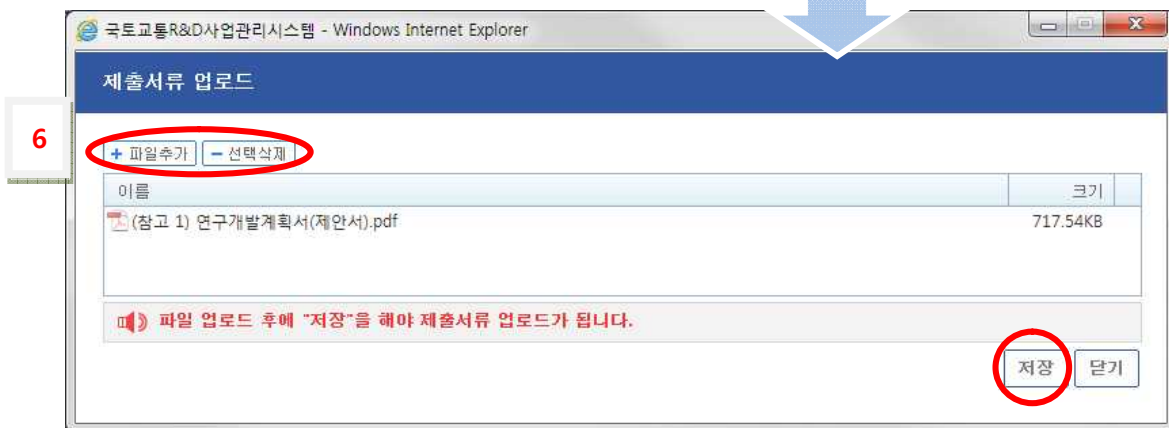 국토교통R&D사업관리시스템 - Windows Internet Explorer
제출서류 업로드
6
+ 파일추가 - 선택삭제
이름 크기
(참고 1) 연구개발계획서(제안서).pdf 717.54KB
파일 업로드 후에 "저장"을 해야 제출서류 업로드가 됩니다.
저장 닫기